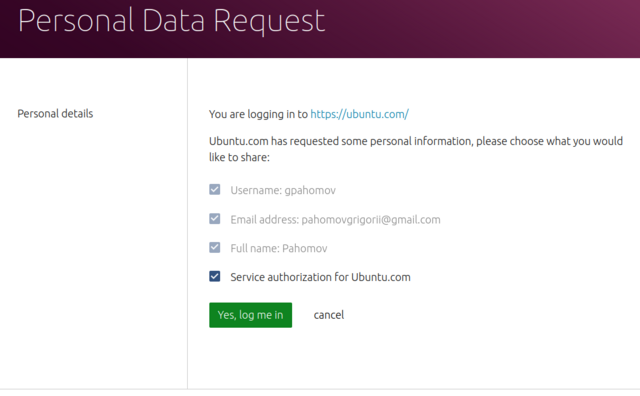 Personal Data Request
Personal details
You are logging in to https://ubuntu.com/
Ubuntu.com has requested some personal information, please choose what you would
like to share:
Username: gpahomov
Email address: pahomovgrigorii@gmail.com
Full name: Pahomov
Service authorization for Ubuntu.com
Yes, log me in
cancel